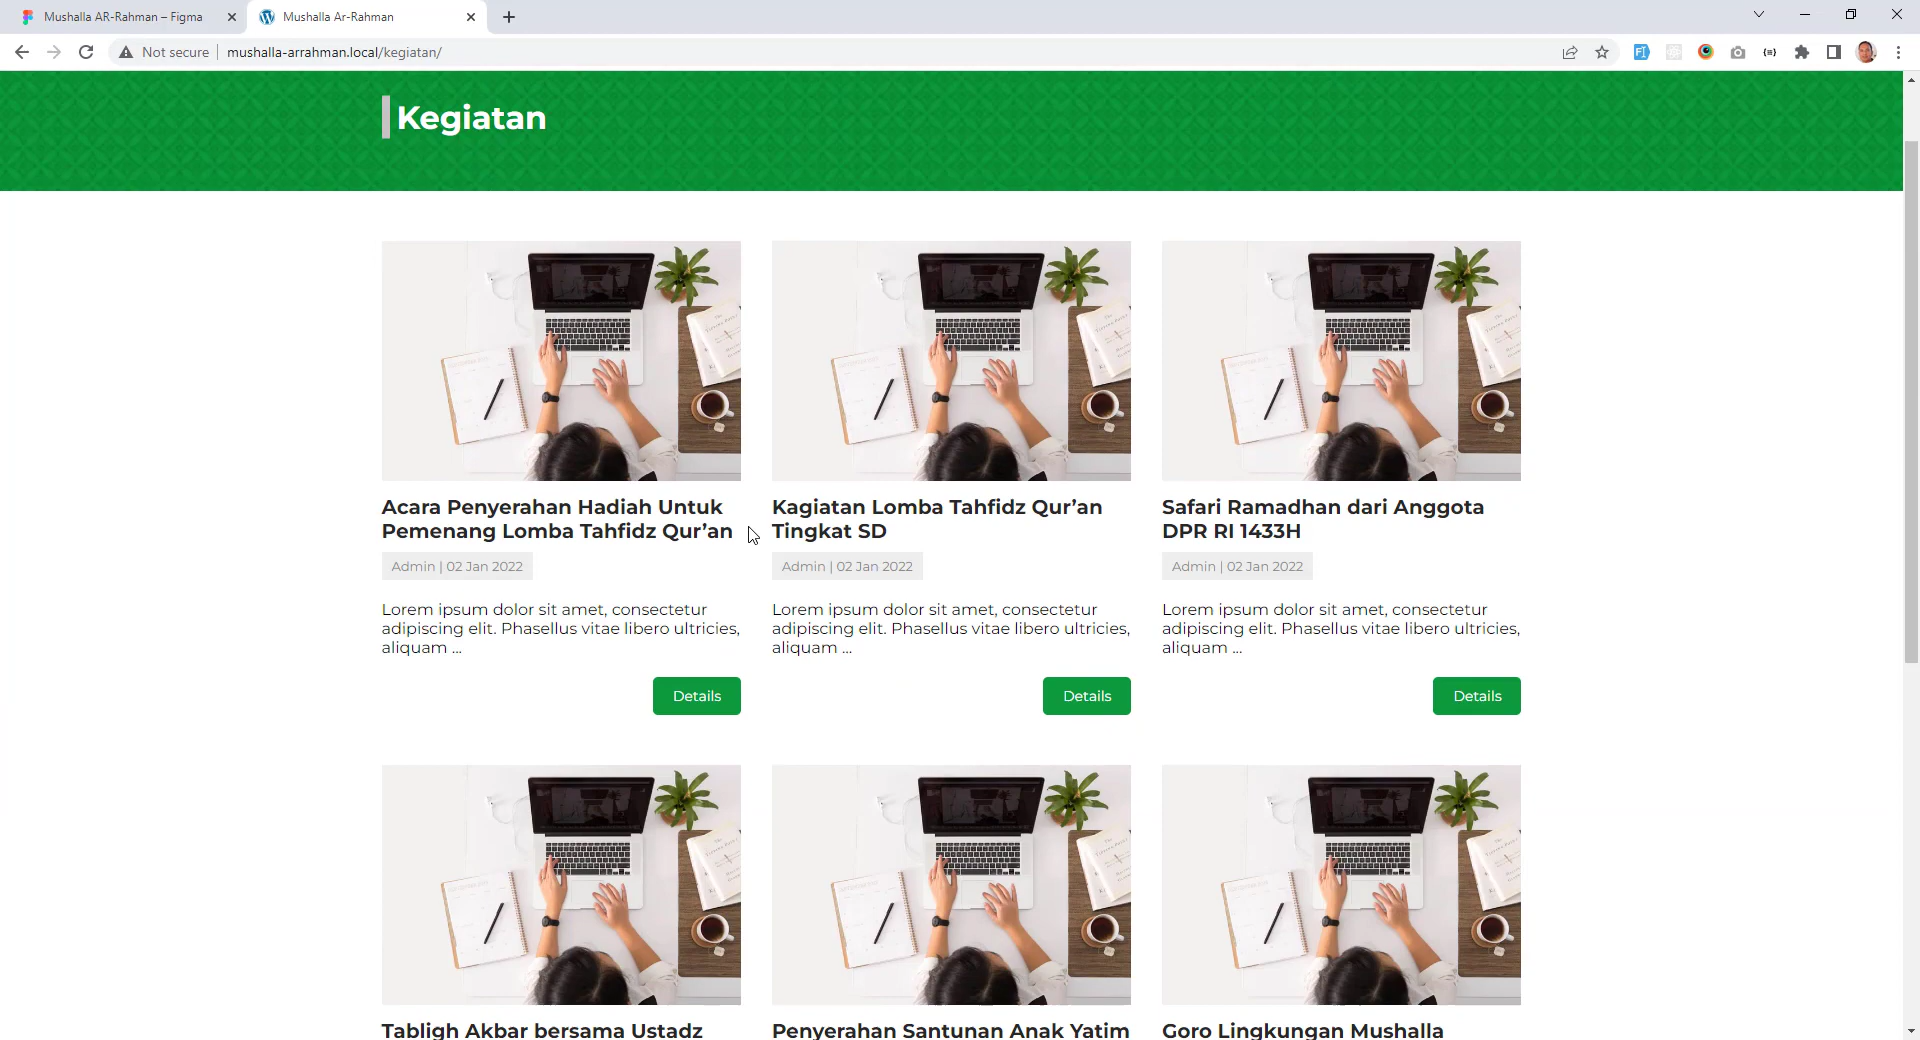 Mushalla AR-Rahman – Figma
Mushalla Ar-Rahman
Not secure
mushalla-arrahman.local/kegiatan/
Kegiatan
Acara Penyerahan Hadiah Untuk
Pemenang Lomba Tahfidz Qur’an
Admin | 02 Jan 2022
Lorem ipsum dolor sit amet, consectetur
adipiscing elit. Phasellus vitae libero ultricies,
aliquam ...
Details
Kagiatan Lomba Tahfidz Qur’an
Tingkat SD
Admin | 02 Jan 2022
Lorem ipsum dolor sit amet, consectetur
adipiscing elit. Phasellus vitae libero ultricies,
aliquam ...
Details
Safari Ramadhan dari Anggota
DPR RI 1433H
Admin | 02 Jan 2022
Lorem ipsum dolor sit amet, consectetur
adipiscing elit. Phasellus vitae libero ultricies,
aliquam ...
Details
Tabligh Akbar bersama Ustadz
Penyerahan Santunan Anak Yatim
Goro Lingkungan Mushalla